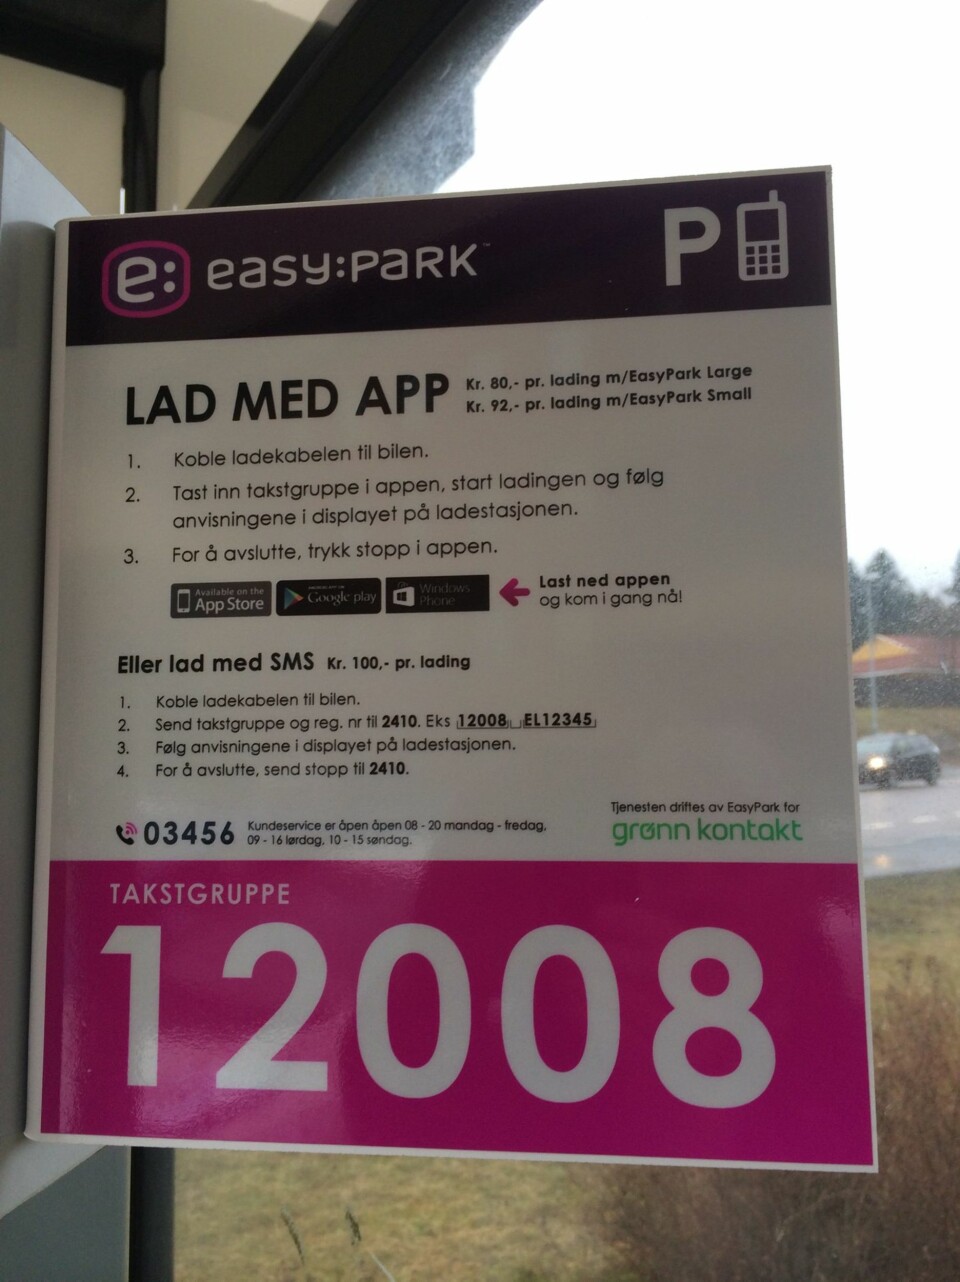 e: easy:PARK™ P
LAD MED APP
Kr. 80,- pr. lading m/EasyPark Large
Kr. 92,- pr. lading m/EasyPark Small
1. Koble ladekabelen til bilen.
2. Tast inn takstgruppe i appen, start ladingen og følg
anvisningene i displayet på ladestasjonen.
3. For å avslutte, trykk stopp i appen.
Available on the
App Store
Google play
Windows
Phone
Last ned appen
og kom i gang nå!
Eller lad med SMS Kr. 100,- pr. lading
1. Koble ladekabelen til bilen.
2. Send takstgruppe og reg. nr til 2410. Eks 12008 EL12345
3. Følg anvisningene i displayet på ladestasjonen.
4. For å avslutte, send stopp til 2410.
03456
Kundeservice er åpen åpen 08 - 20 mandag - fredag,
09 - 16 lørdag, 10 - 15 søndag.
Tjenesten driftes av EasyPark for
grønn kontakt
TAKSTGRUPPE
12008